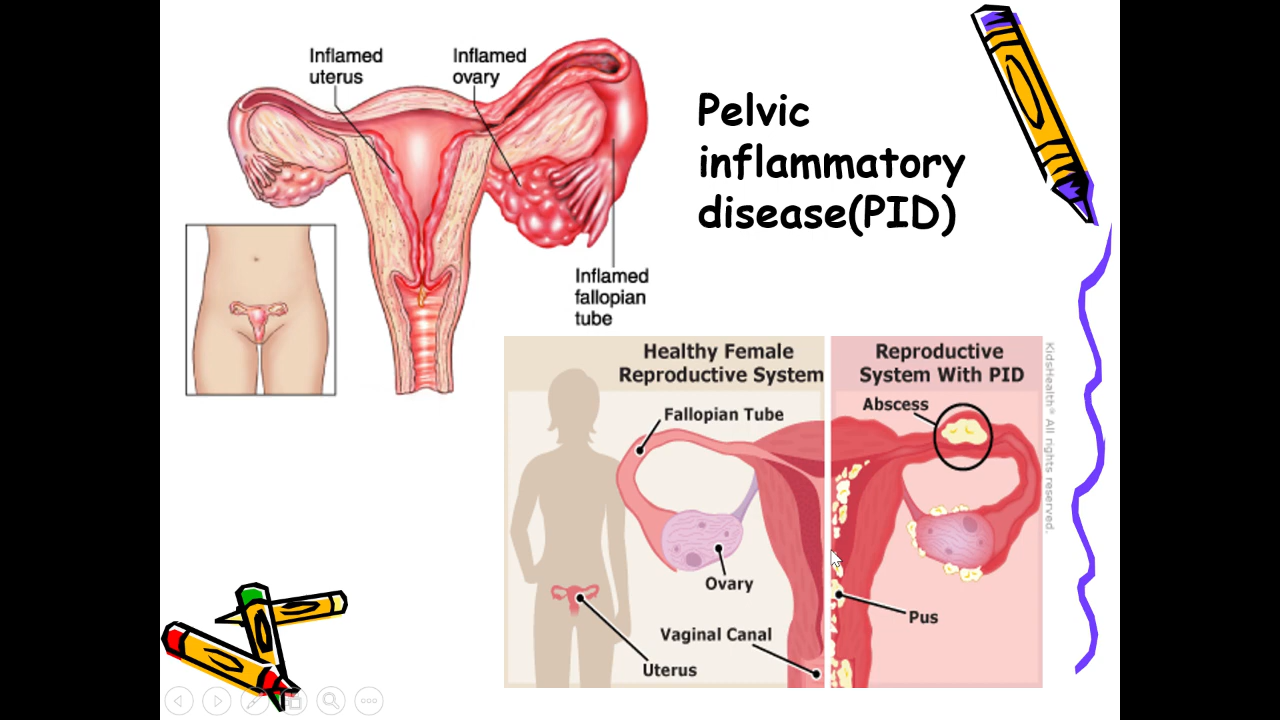 Inflamed
uterus
Inflamed
ovary
Pelvic
inflammatory
disease(PID)
Inflamed
fallopian
tube
Healthy Female
Reproductive System
Reproductive
System With PID
Abscess
Fallopian Tube
Ovary
Pus
Vaginal Canal
Uterus
KidsHealth® All rights reserved.